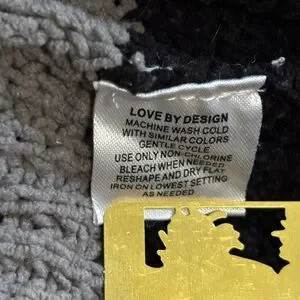 LOVE BY DESIGN
MACHINE WASH COLD
WITH SIMILAR COLORS
GENTLE CYCLE
USE ONLY NON-CHLORINE
BLEACH WHEN NEEDED
RESHAPE AND DRY FLAT
IRON ON LOWEST SETTING
AS NEEDED